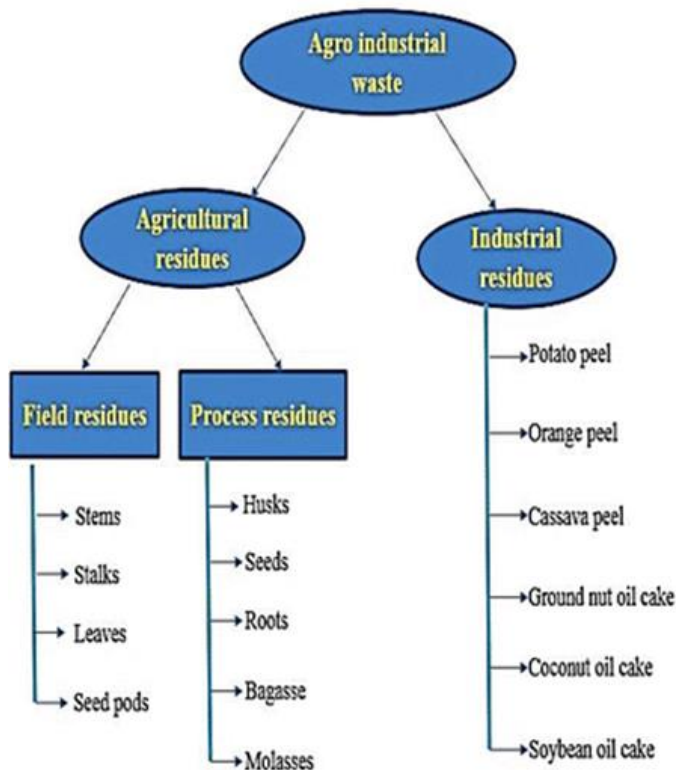 Agro industrial
waste
Agricultural
residues
Industrial
residues
Field residues
Process residues
Stems
Stalks
Leaves
Seed pods
Husks
Seeds
Roots
Bagasse
Molasses
Potato peel
Orange peel
Cassava peel
Ground nut oil cake
Coconut oil cake
Soybean oil cake